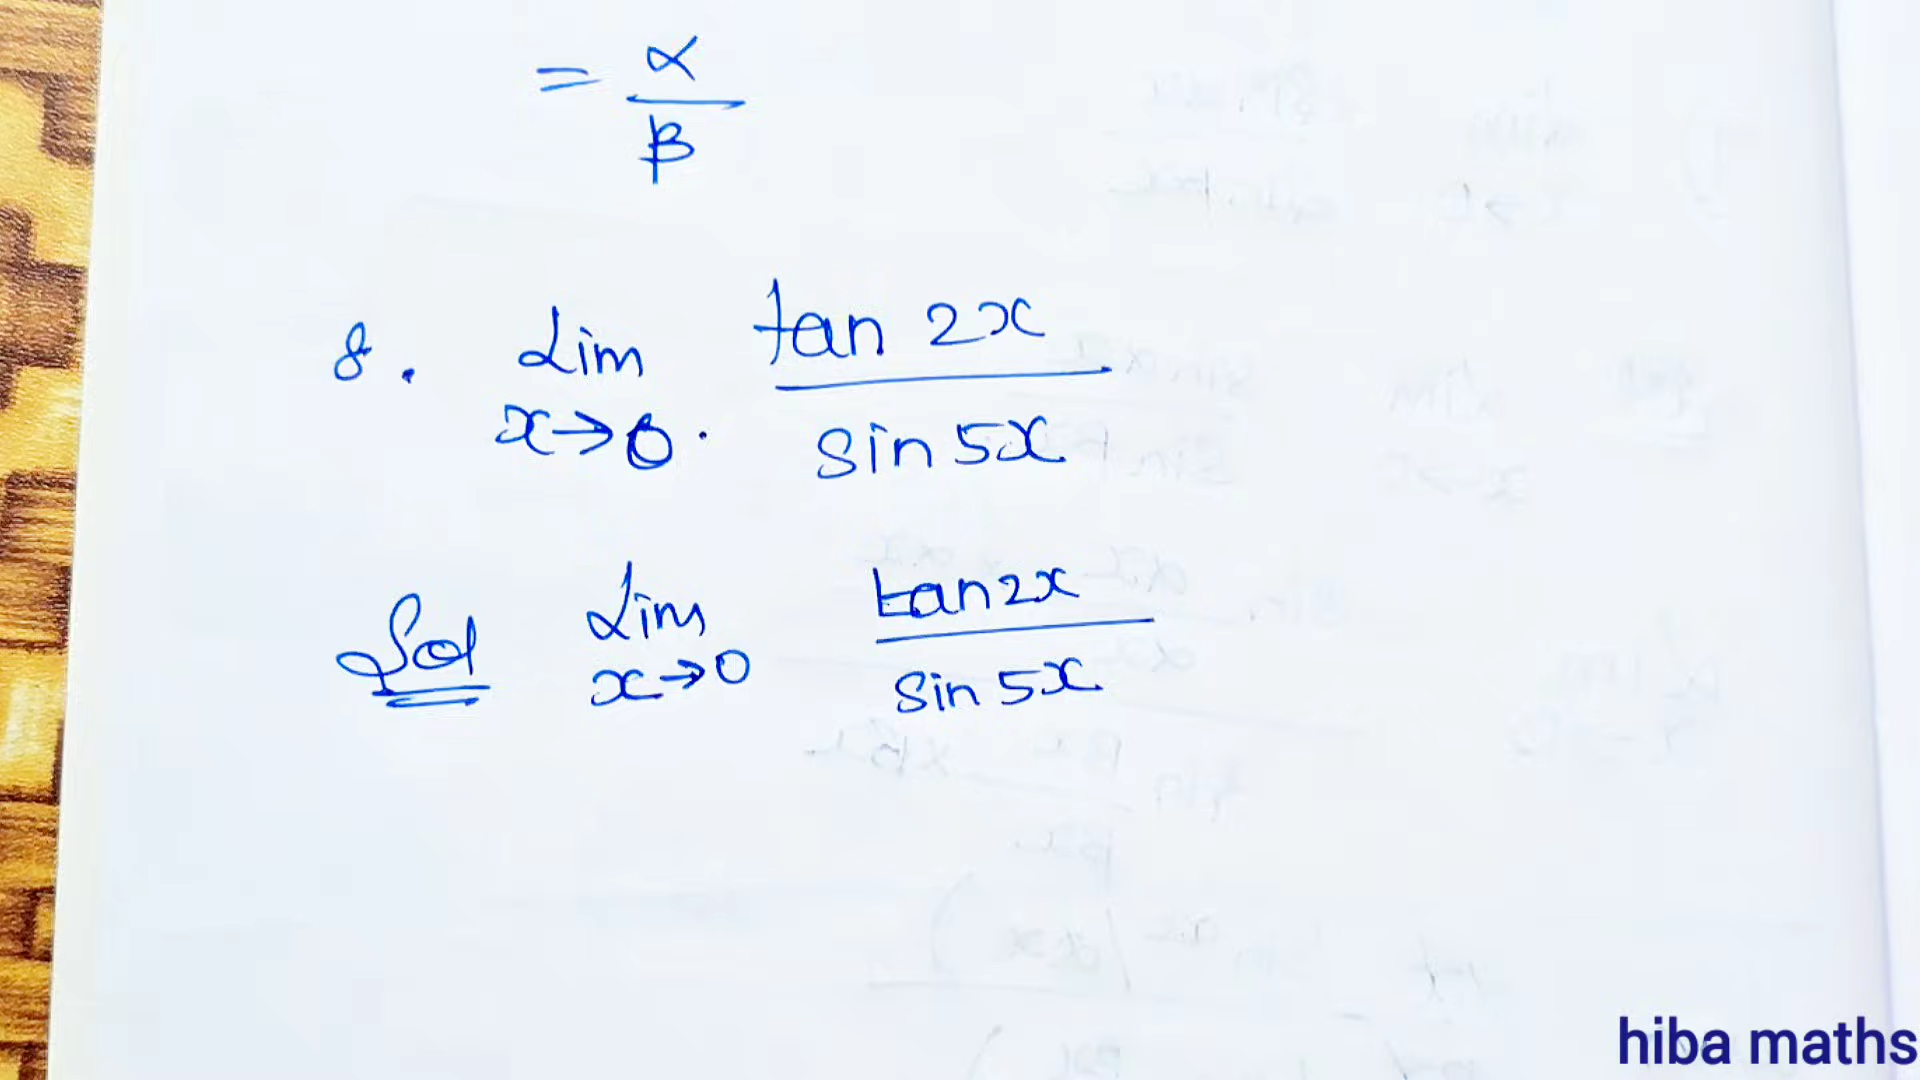 = α
β
8. Lim tan 2x
x→0. sin 5x
Sol Lim tan2x
x→0 sin 5x
hiba maths